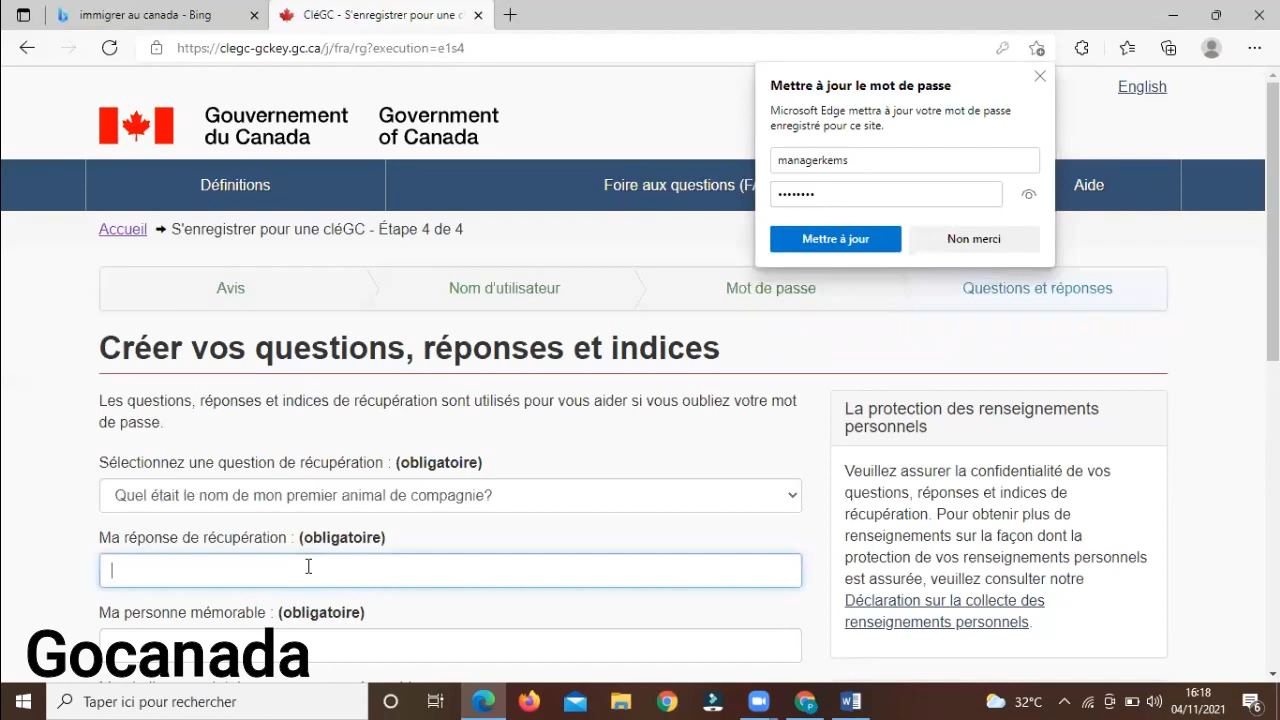 immigrer au canada - Bing
CléGC - S'enregistrer pour une c
https://clegc-gckey.gc.ca/j/fra/rg?execution=e1s4
Mettre à jour le mot de passe
Microsoft Edge mettra à jour votre mot de passe
enregistré pour ce site.
managerkems
••••••••
Mettre à jour
Non merci
English
Gouvernement
du Canada
Government
of Canada
Définitions
Foire aux questions (FA
Aide
Accueil ➞ S'enregistrer pour une cléGC - Étape 4 de 4
Avis
Nom d'utilisateur
Mot de passe
Questions et réponses
Créer vos questions, réponses et indices
Les questions, réponses et indices de récupération sont utilisés pour vous aider si vous oubliez votre mot
de passe.
Sélectionnez une question de récupération : (obligatoire)
Quel était le nom de mon premier animal de compagnie?
Ma réponse de récupération : (obligatoire)
Ma personne mémorable : (obligatoire)
La protection des renseignements
personnels
Veuillez assurer la confidentialité de vos
questions, réponses et indices de
récupération. Pour obtenir plus de
renseignements sur la façon dont la
protection de vos renseignements personnels
est assurée, veuillez consulter notre
Déclaration sur la collecte des
renseignements personnels.
Gocanada
Taper ici pour rechercher
32°C
16:18
04/11/2021
6